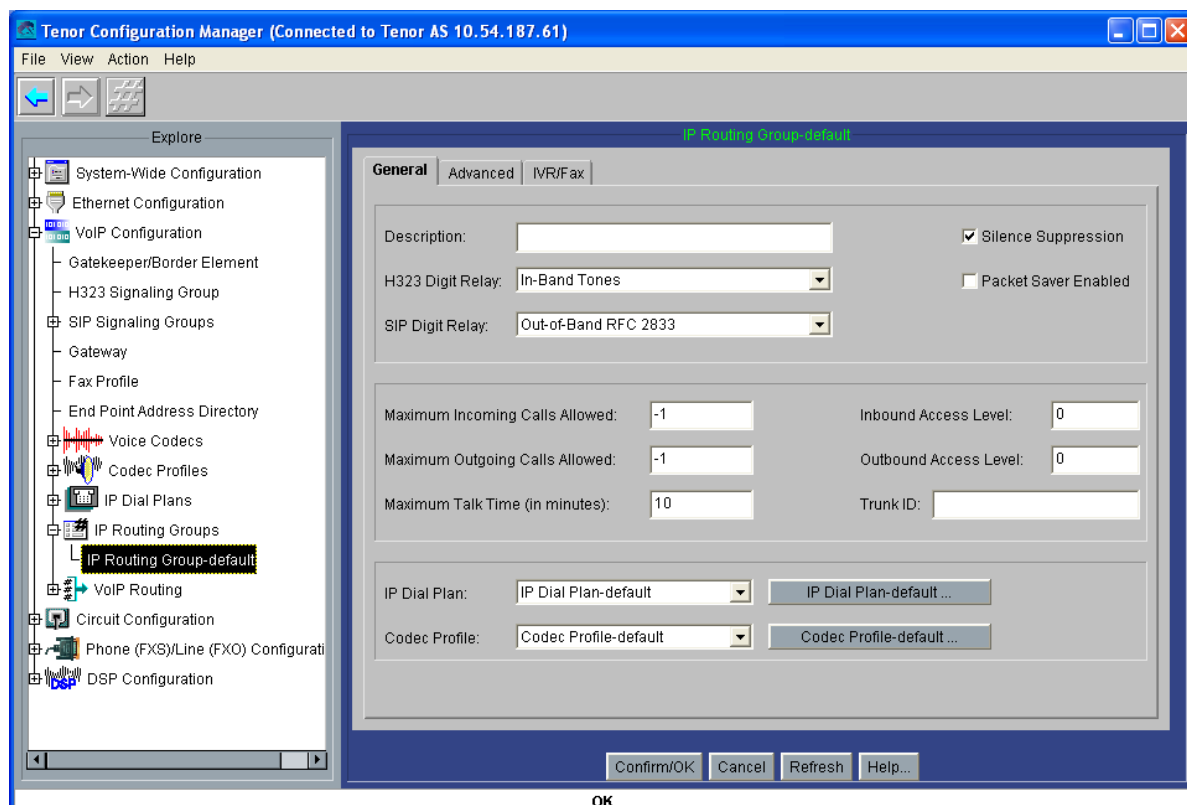 Tenor Configuration Manager (Connected to Tenor AS 10.54.187.61)
File View Action Help
Explore
System-Wide Configuration
Ethernet Configuration
VoIP Configuration
Gatekeeper/Border Element
H323 Signaling Group
SIP Signaling Groups
Gateway
Fax Profile
End Point Address Directory
Voice Codecs
Codec Profiles
IP Dial Plans
IP Routing Groups
IP Routing Group-default
VoIP Routing
Circuit Configuration
Phone (FXS)/Line (FXO) Configurati
DSP Configuration
IP Routing Group-default
General Advanced IVR/Fax
Description: Silence Suppression
H323 Digit Relay: In-Band Tones Packet Saver Enabled
SIP Digit Relay: Out-of-Band RFC 2833
Maximum Incoming Calls Allowed: -1 Inbound Access Level: 0
Maximum Outgoing Calls Allowed: -1 Outbound Access Level: 0
Maximum Talk Time (in minutes): 10 Trunk ID:
IP Dial Plan: IP Dial Plan-default IP Dial Plan-default ...
Codec Profile: Codec Profile-default Codec Profile-default ...
Confirm/OK Cancel Refresh Help...
OK